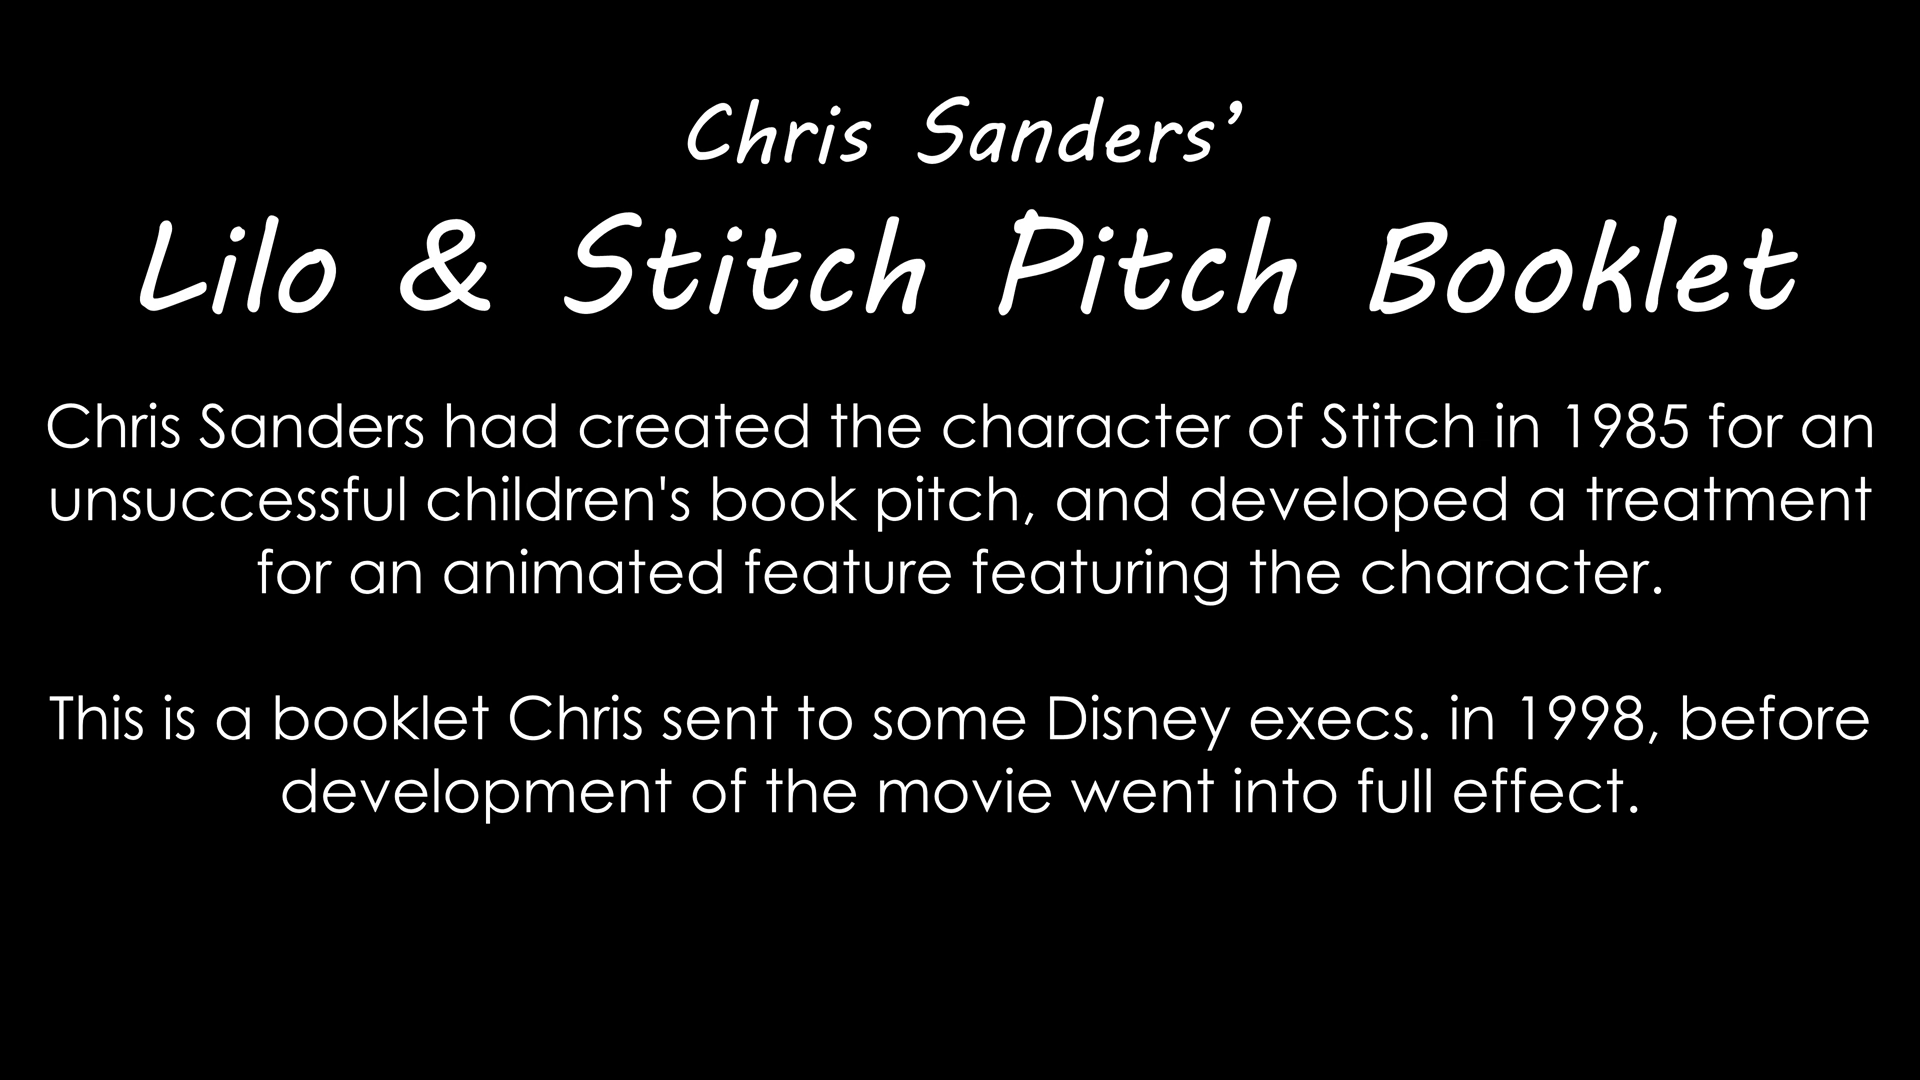 Chris Sanders’
Lilo & Stitch Pitch Booklet
Chris Sanders had created the character of Stitch in 1985 for an
unsuccessful children's book pitch, and developed a treatment
for an animated feature featuring the character.
This is a booklet Chris sent to some Disney execs. in 1998, before
development of the movie went into full effect.